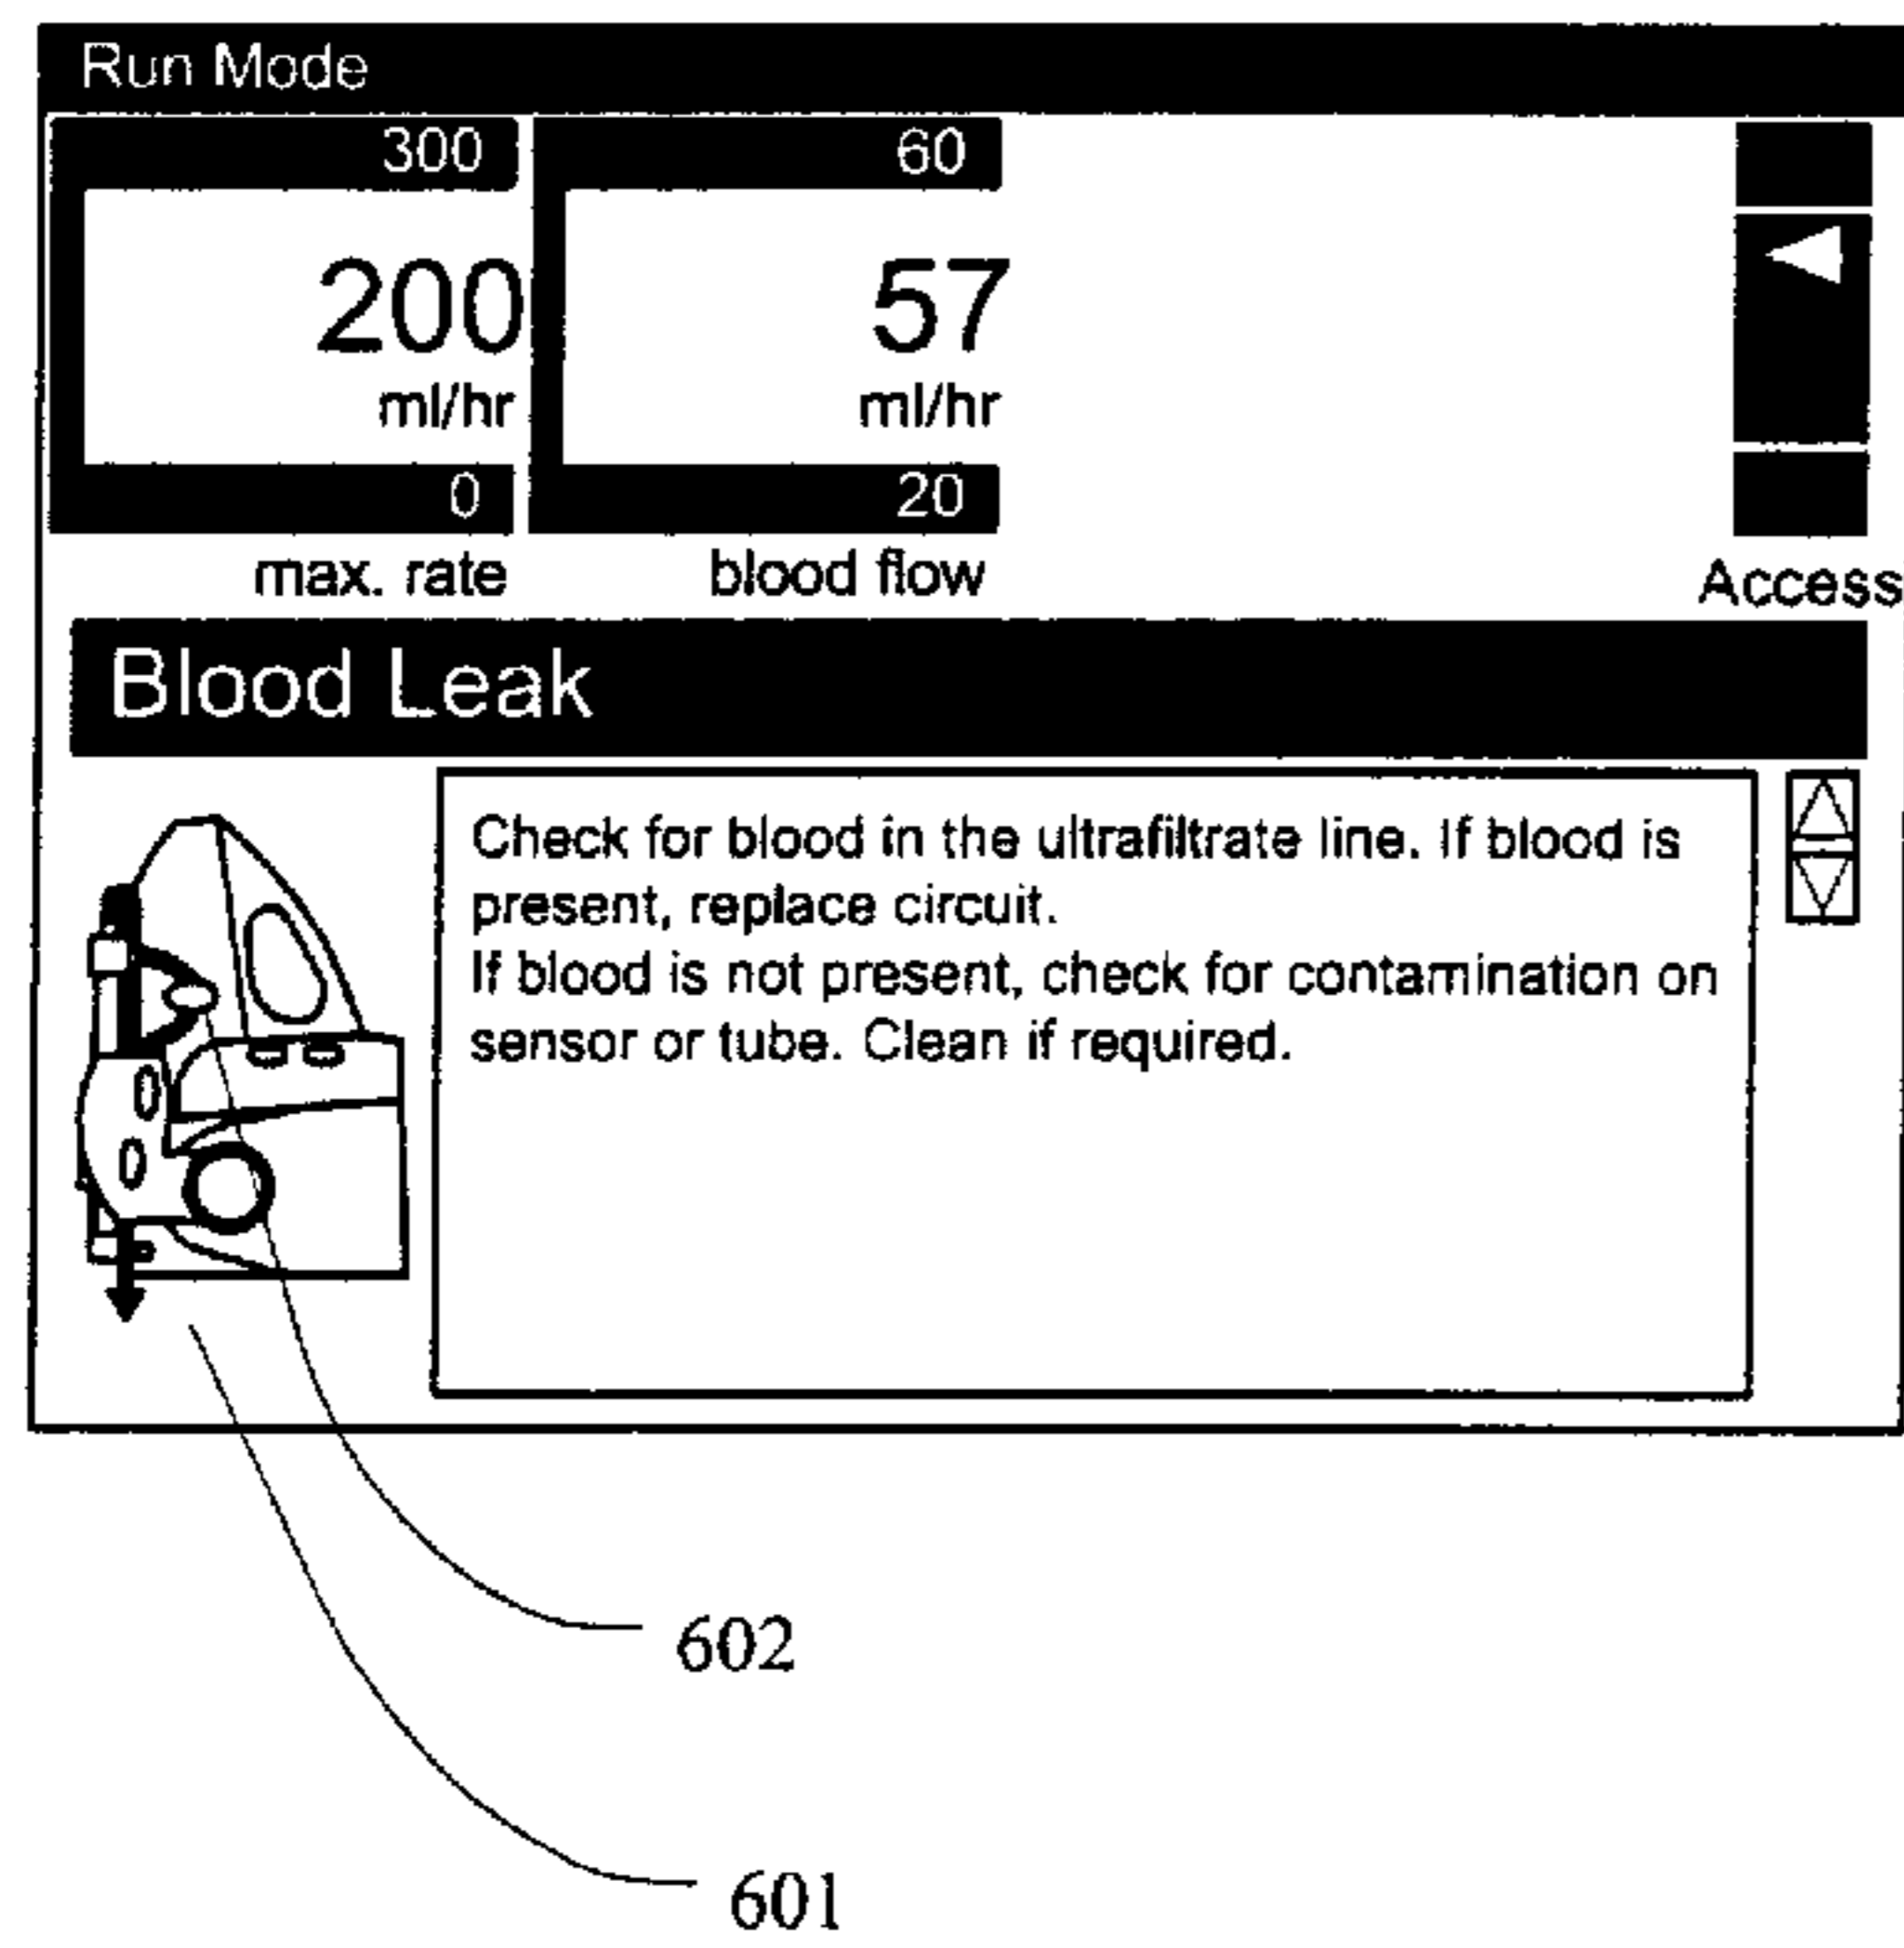 Run Mode
300 60
200 57
ml/hr ml/hr
0 20
max. rate blood flow Access
Blood Leak
Check for blood in the ultrafiltrate line. If blood is
present, replace circuit.
If blood is not present, check for contamination on
sensor or tube. Clean if required.
602
601